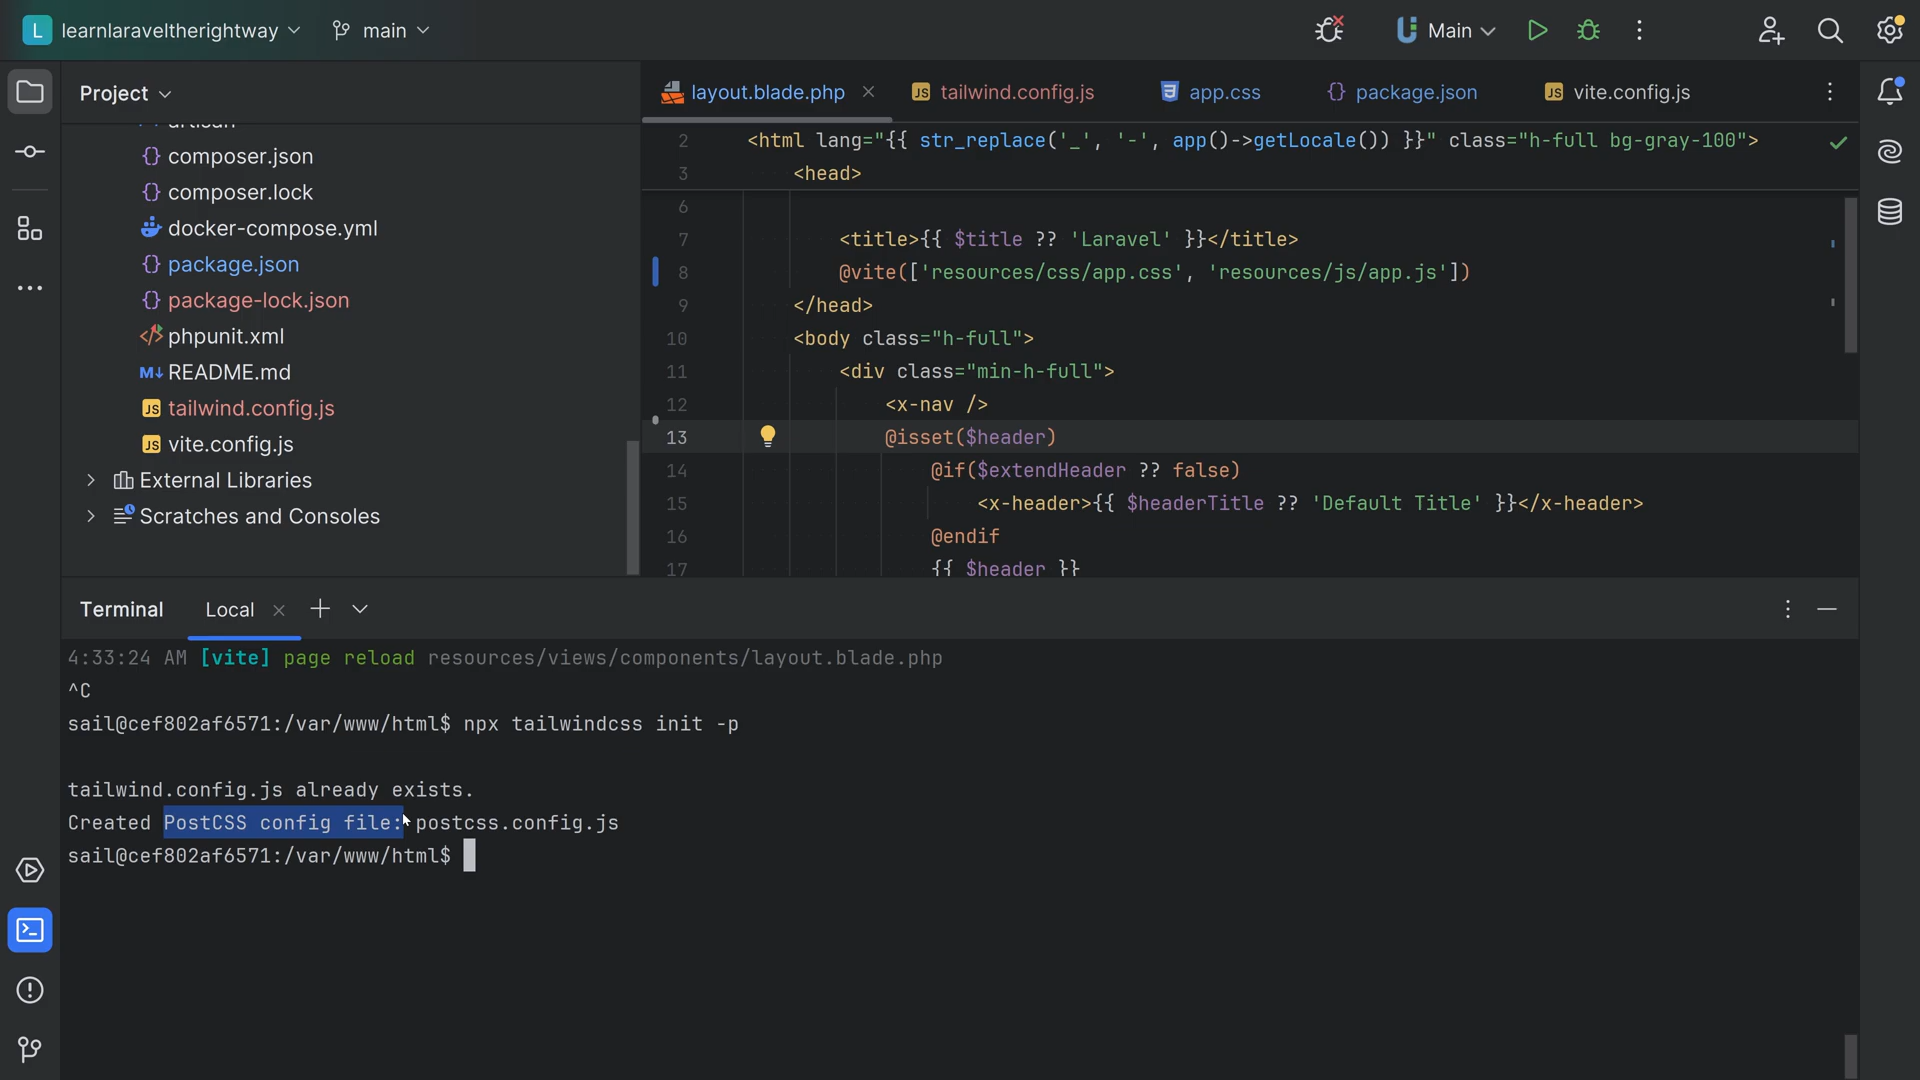 L learnlaraveltherightway main Main
Project
artisan
composer.json
composer.lock
docker-compose.yml
package.json
package-lock.json
phpunit.xml
M↓ README.md
JS tailwind.config.js
JS vite.config.js
External Libraries
Scratches and Consoles
layout.blade.php JS tailwind.config.js app.css {} package.json JS vite.config.js
2 <html lang="{{ str_replace('_', '-', app()->getLocale()) }}" class="h-full bg-gray-100">
3 <head>
6
7 <title>{{ $title ?? 'Laravel' }}</title>
8 @vite(['resources/css/app.css', 'resources/js/app.js'])
9 </head>
10 <body class="h-full">
11 <div class="min-h-full">
12 <x-nav />
13 @isset($header)
14 @if($extendHeader ?? false)
15 <x-header>{{ $headerTitle ?? 'Default Title' }}</x-header>
16 @endif
17 {{ $header }}
Terminal Local
4:33:24 AM [vite] page reload resources/views/components/layout.blade.php
^C
sail@cef802af6571:/var/www/html$ npx tailwindcss init -p
tailwind.config.js already exists.
Created PostCSS config file: postcss.config.js
sail@cef802af6571:/var/www/html$